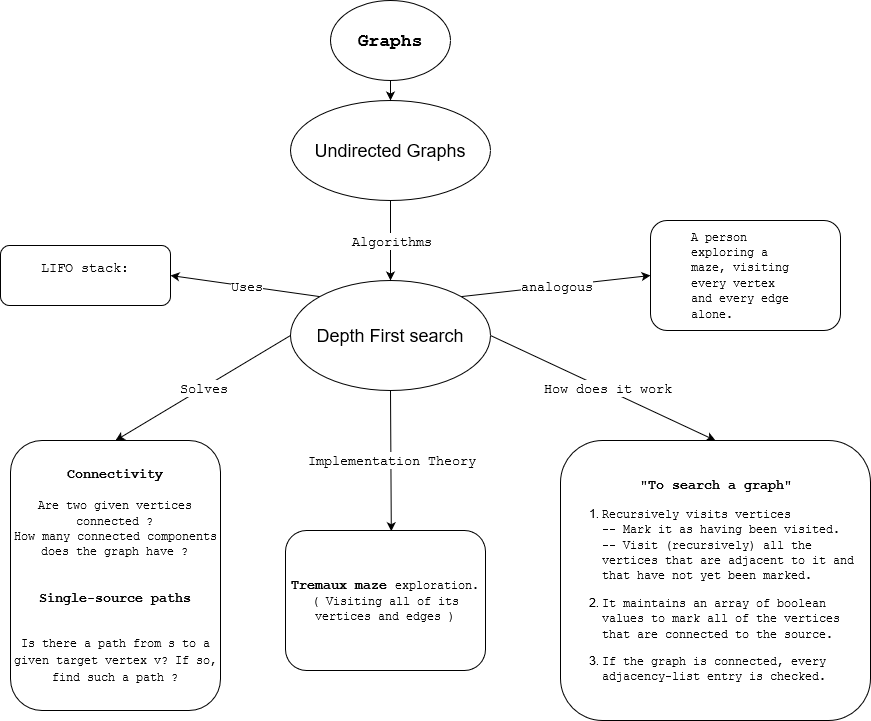 Graphs
Undirected Graphs
Algorithms
LIFO stack:
Uses
analogous
A person
exploring a
maze, visiting
every vertex
and every edge
alone.
Depth First search
Solves
How does it work
Implementation Theory
Connectivity
Are two given vertices
connected ?
How many connected components
does the graph have ?
Single-source paths
Is there a path from s to a
given target vertex v? If so,
find such a path ?
Tremaux maze exploration.
( Visiting all of its
vertices and edges )
"To search a graph"
1. Recursively visits vertices
-- Mark it as having been visited.
-- Visit (recursively) all the
vertices that are adjacent to it and
that have not yet been marked.
2. It maintains an array of boolean
values to mark all of the vertices
that are connected to the source.
3. If the graph is connected, every
adjacency-list entry is checked.